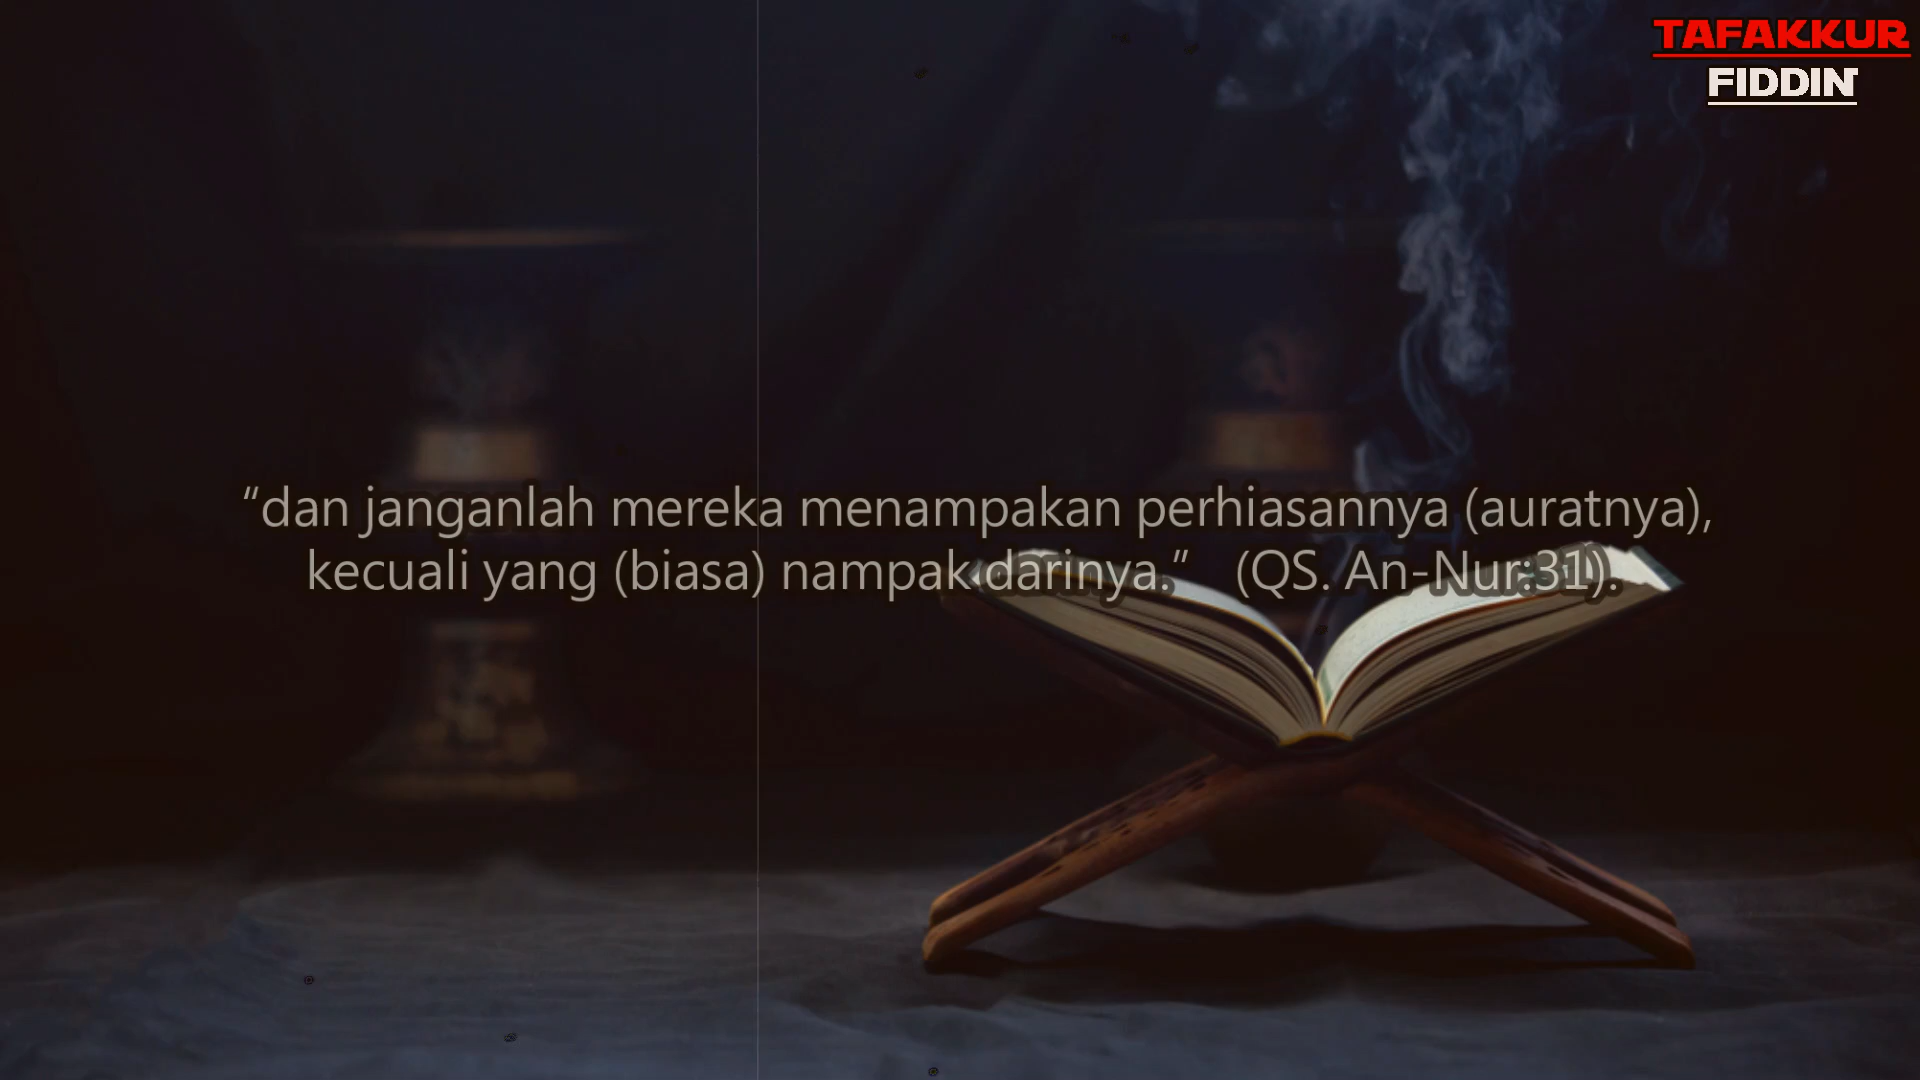 TAFAKKUR
FIDDIN
“dan janganlah mereka menampakan perhiasannya (auratnya),
kecuali yang (biasa) nampak darinya.” (QS. An-Nur:31).